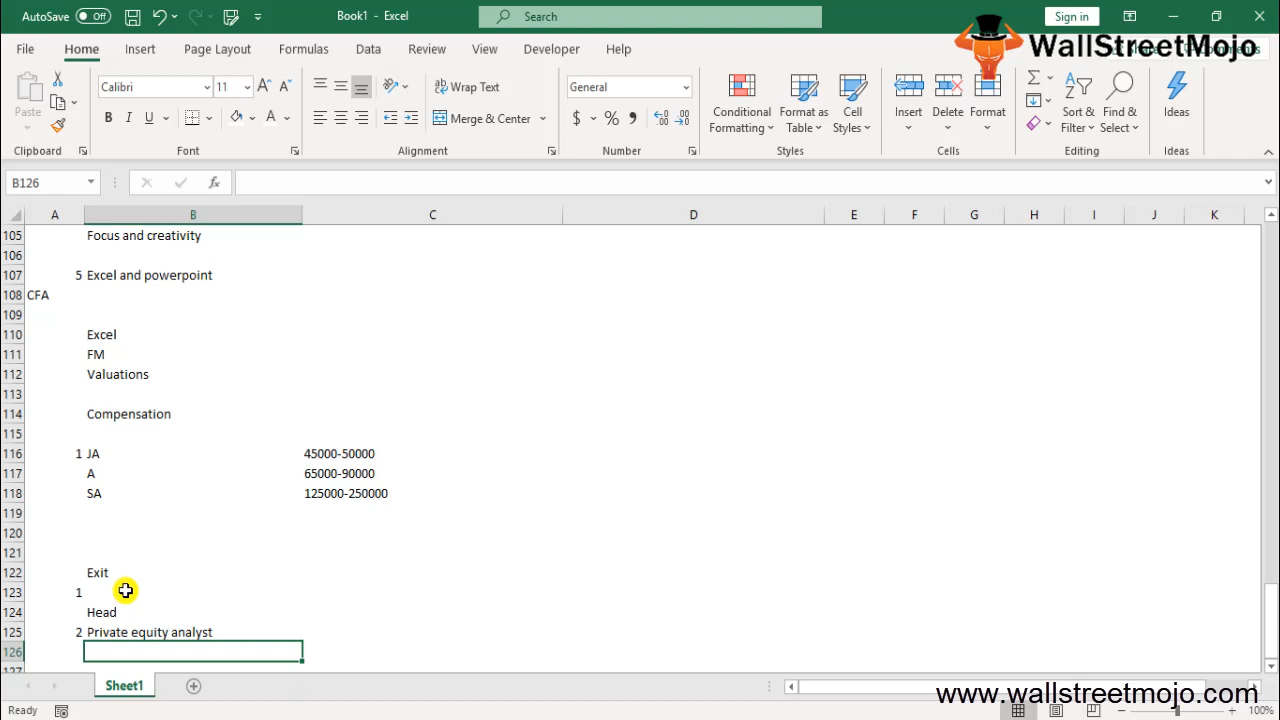 AutoSave Off Book1 - Excel Search Sign in
WallStreetMojo
File Home Insert Page Layout Formulas Data Review View Developer Help
Paste Calibri 11 A A Wrap Text General Conditional Formatting Format as Table Cell Styles Insert Delete Format Sort & Filter Find & Select Ideas
B I U A Merge & Center $ % ,
Clipboard Font Alignment Number Styles Cells Editing Ideas
B126 fx
A B C D E F G H I J K
105 Focus and creativity
106
107 5 Excel and powerpoint
108 CFA
109
110 Excel
111 FM
112 Valuations
113
114 Compensation
115
116 1 JA 45000-50000
117 A 65000-90000
118 SA 125000-250000
119
120
121
122 Exit
123 1
124 Head
125 2 Private equity analyst
126
127
Sheet1
www.wallstreetmojo.com
Ready 100%